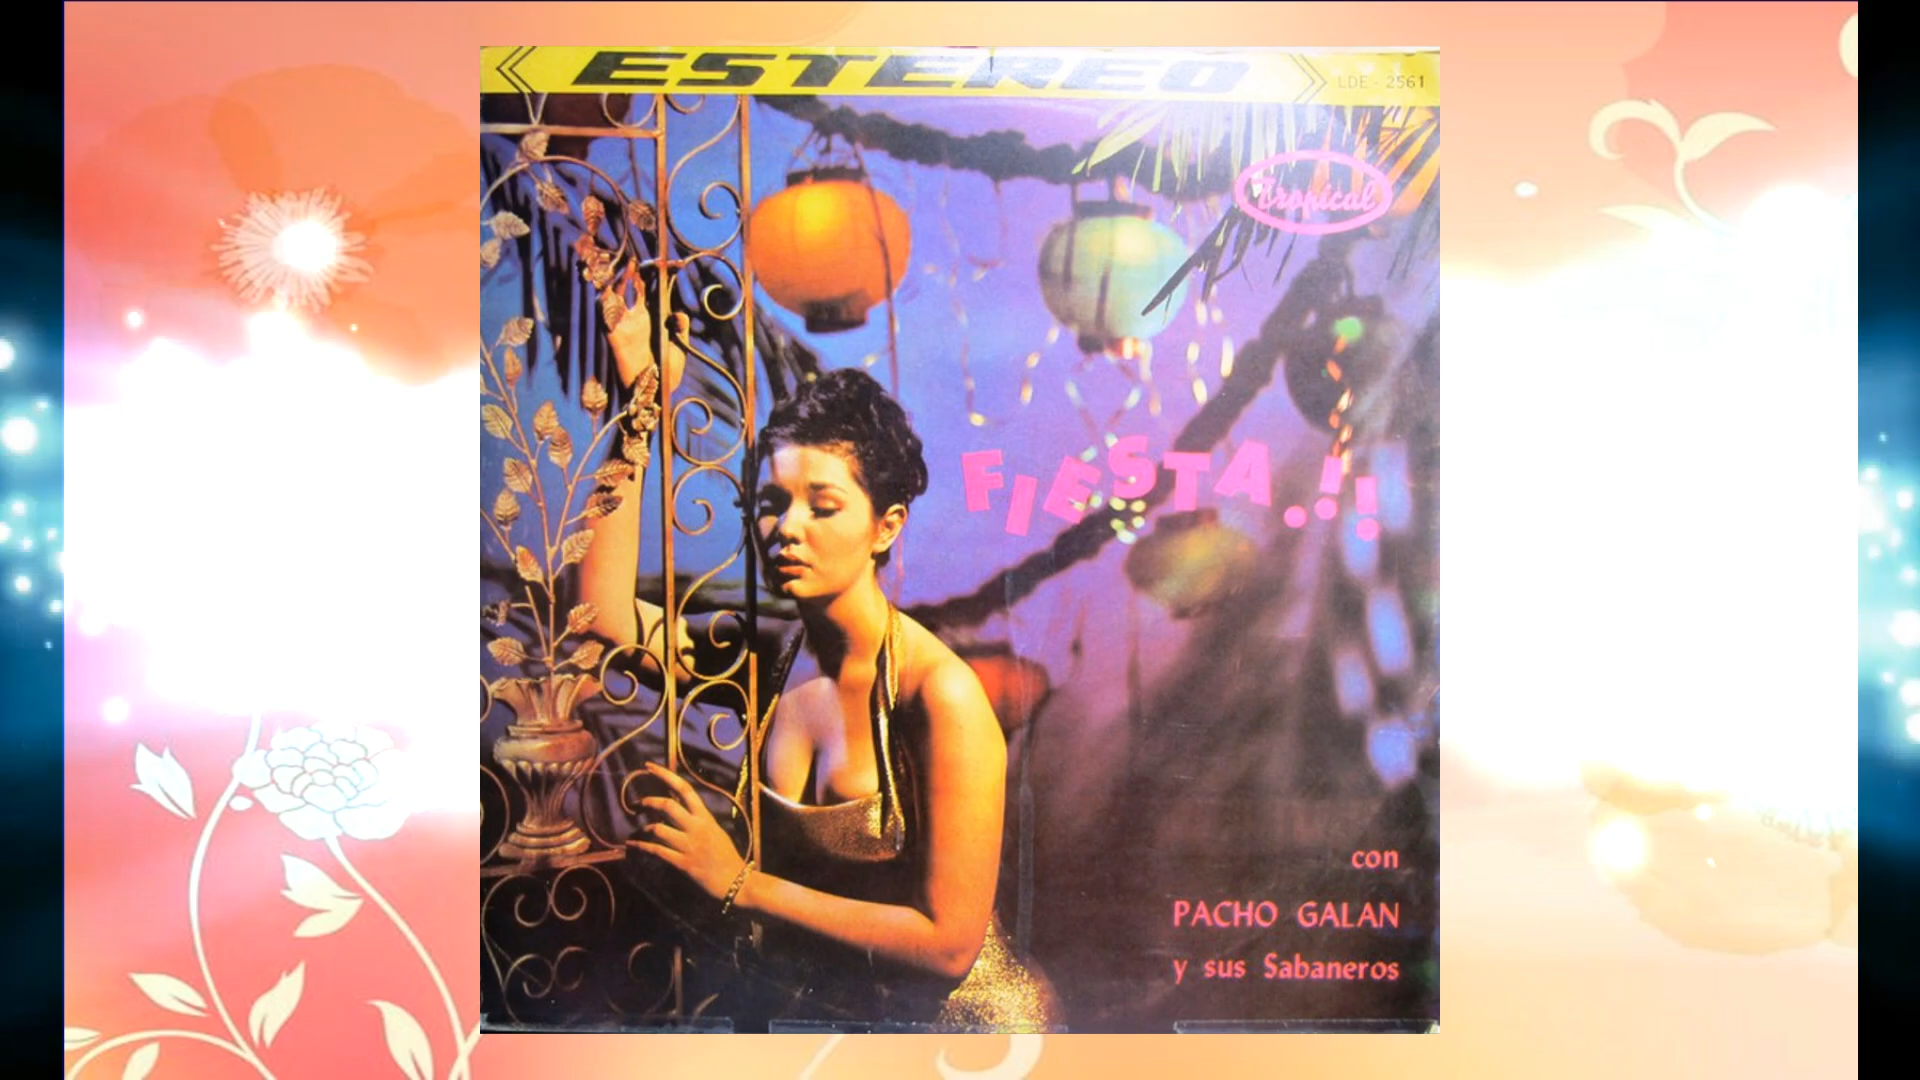 ESTEREO
LDE - 2561
Tropical
FIESTA.!!
con
PACHO GALAN
y sus Sabaneros